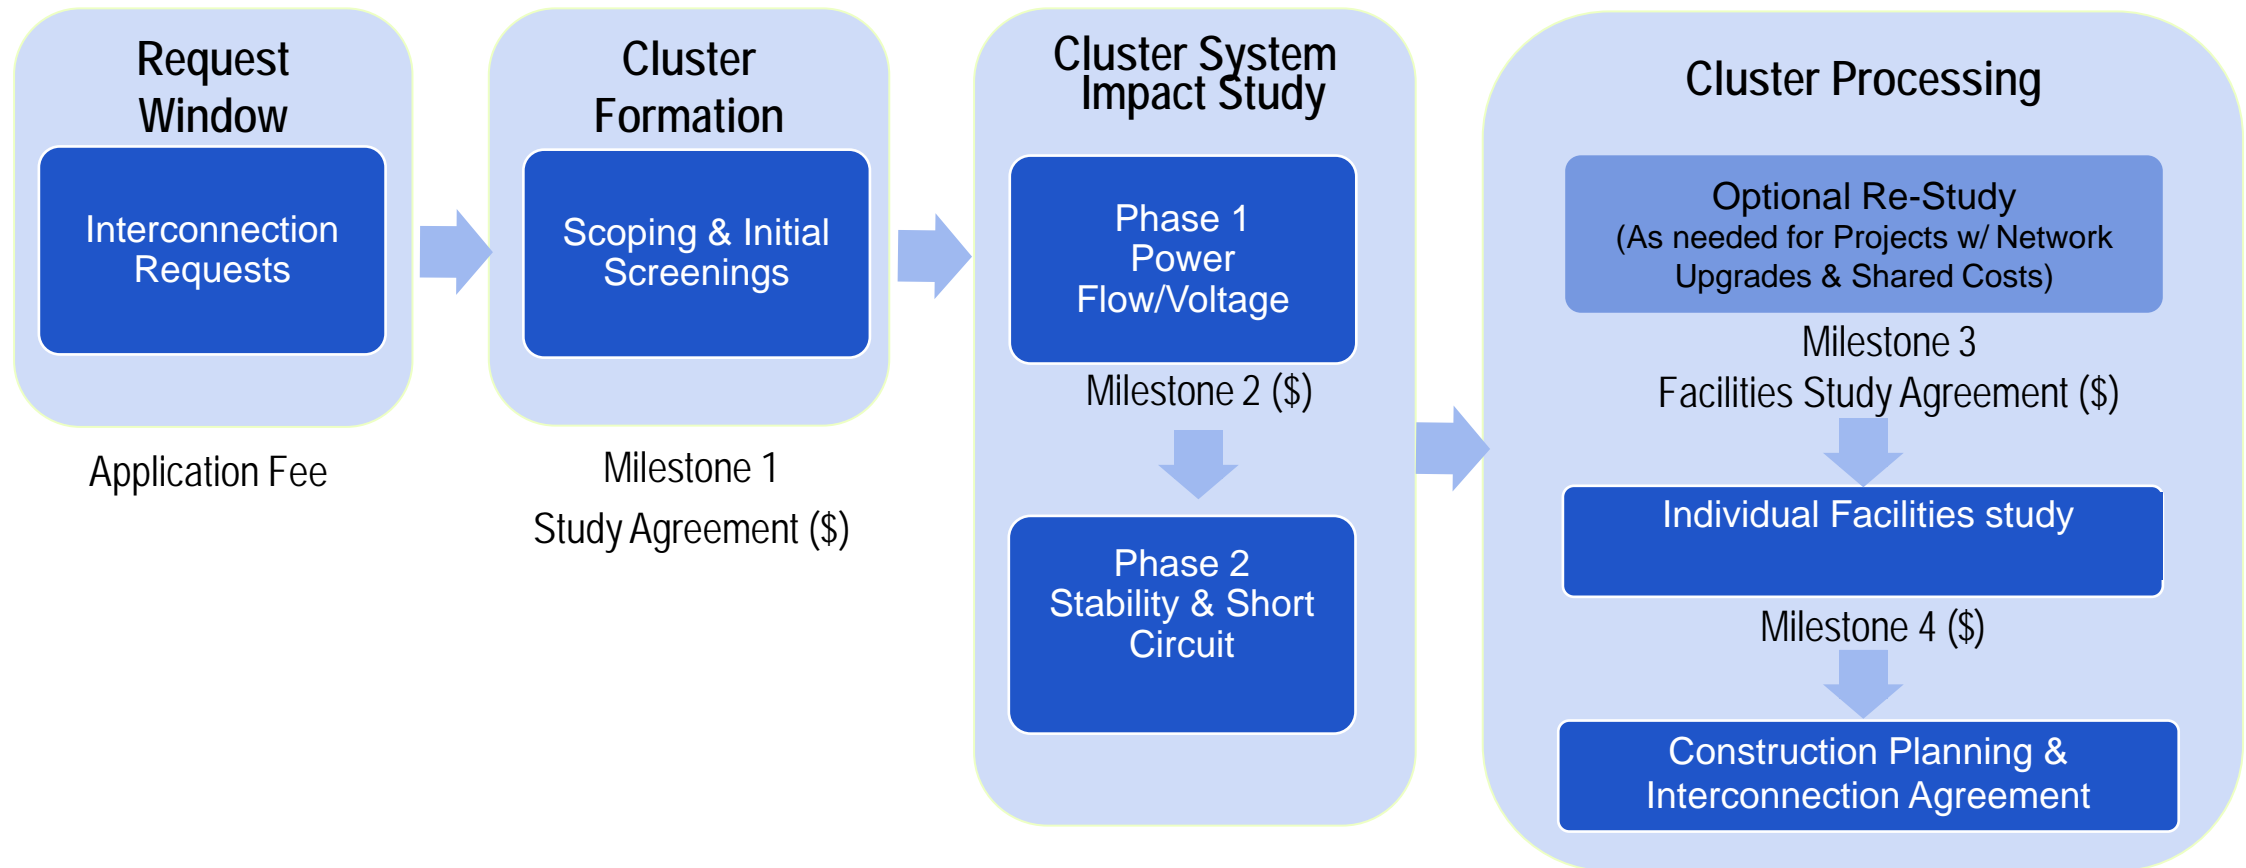 Request
Window
Interconnection
Requests
Application Fee
Cluster
Formation
Scoping & Initial
Screenings
Milestone 1
Study Agreement ($)
Cluster System
Impact Study
Phase 1
Power
Flow/Voltage
Milestone 2 ($)
Phase 2
Stability & Short
Circuit
Cluster Processing
Optional Re-Study
(As needed for Projects w/ Network
Upgrades & Shared Costs)
Milestone 3
Facilities Study Agreement ($)
Individual Facilities study
Milestone 4 ($)
Construction Planning &
Interconnection Agreement